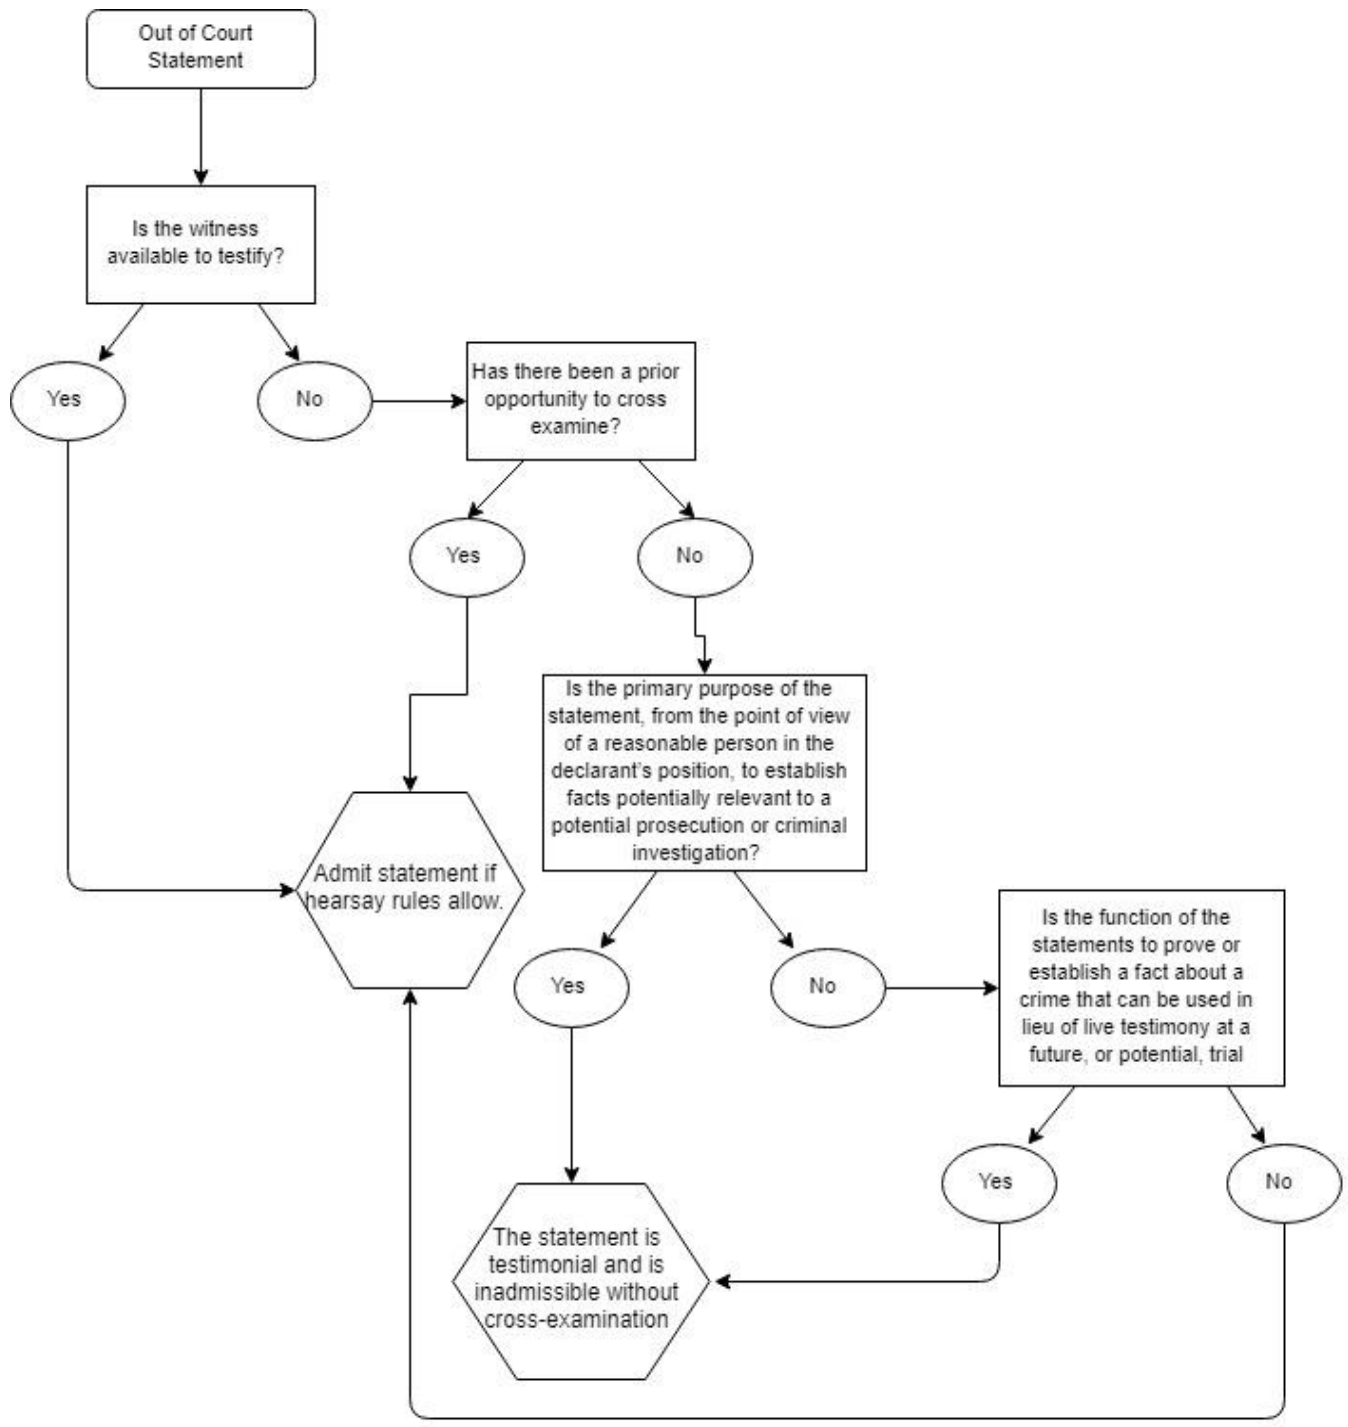 Out of Court
Statement
Is the witness
available to testify?
Yes
No
Has there been a prior
opportunity to cross
examine?
Yes
No
Is the primary purpose of the
statement, from the point of view
of a reasonable person in the
declarant's position, to establish
facts potentially relevant to a
potential prosecution or criminal
investigation?
Admit statement if
hearsay rules allow.
Yes
No
Is the function of the
statements to prove or
establish a fact about a
crime that can be used in
lieu of live testimony at a
future, or potential, trial
Yes
No
The statement is
testimonial and is
inadmissible without
cross-examination